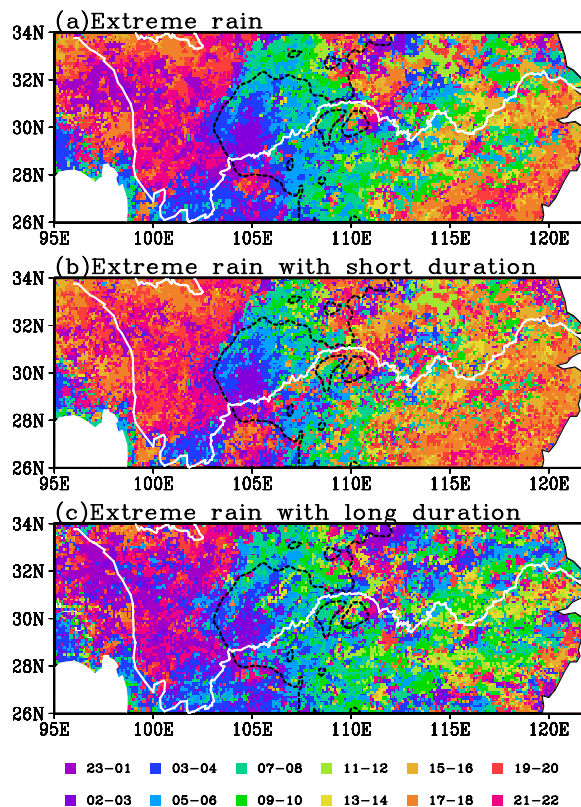 (a)Extreme rain
34N
32N
30N
28N
26N
95E 100E 105E 110E 115E 120E
(b)Extreme rain with short duration
34N
32N
30N
28N
26N
95E 100E 105E 110E 115E 120E
(c)Extreme rain with long duration
34N
32N
30N
28N
26N
95E 100E 105E 110E 115E 120E
23-01 03-04 07-08 11-12 15-16 19-20
02-03 05-06 09-10 13-14 17-18 21-22